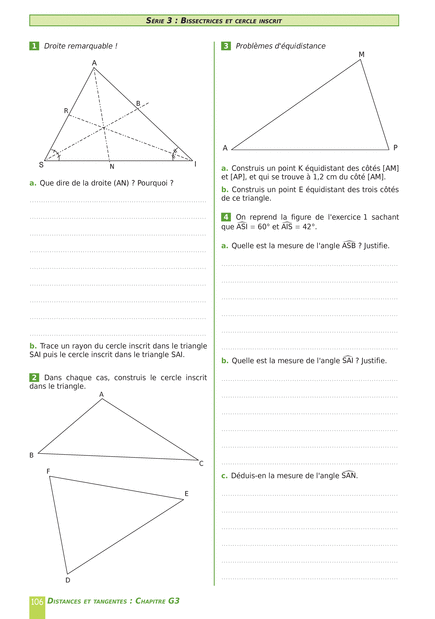 SÉRIE 3 : BISSECTRICES ET CERCLE INSCRIT
1 Droite remarquable !
A
R
B
S
N
I
a. Que dire de la droite (AN) ? Pourquoi ?
b. Trace un rayon du cercle inscrit dans le triangle
SAI puis le cercle inscrit dans le triangle SAI.
2 Dans chaque cas, construis le cercle inscrit
dans le triangle.
A
B
C
F
E
D
3 Problèmes d'équidistance
M
A
P
a. Construis un point K équidistant des côtés [AM]
et [AP], et qui se trouve à 1,2 cm du côté [AM].
b. Construis un point E équidistant des trois côtés
de ce triangle.
4 On reprend la figure de l'exercice 1 sachant
que ASI = 60° et AIS = 42°.
a. Quelle est la mesure de l'angle ASB ? Justifie.
b. Quelle est la mesure de l'angle SAI ? Justifie.
c. Déduis-en la mesure de l'angle SAN.
106 DISTANCES ET TANGENTES : CHAPITRE G3